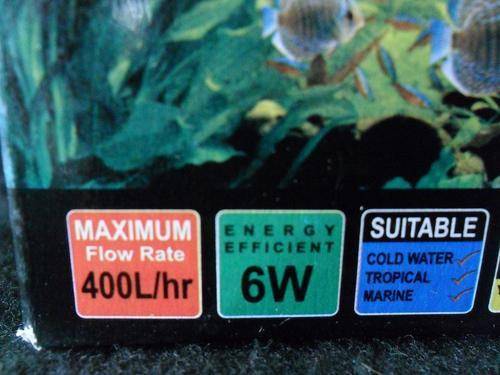 MAXIMUM
Flow Rate
400L/hr
ENERGY
EFFICIENT
6W
SUITABLE
COLD WATER
TROPICAL
MARINE